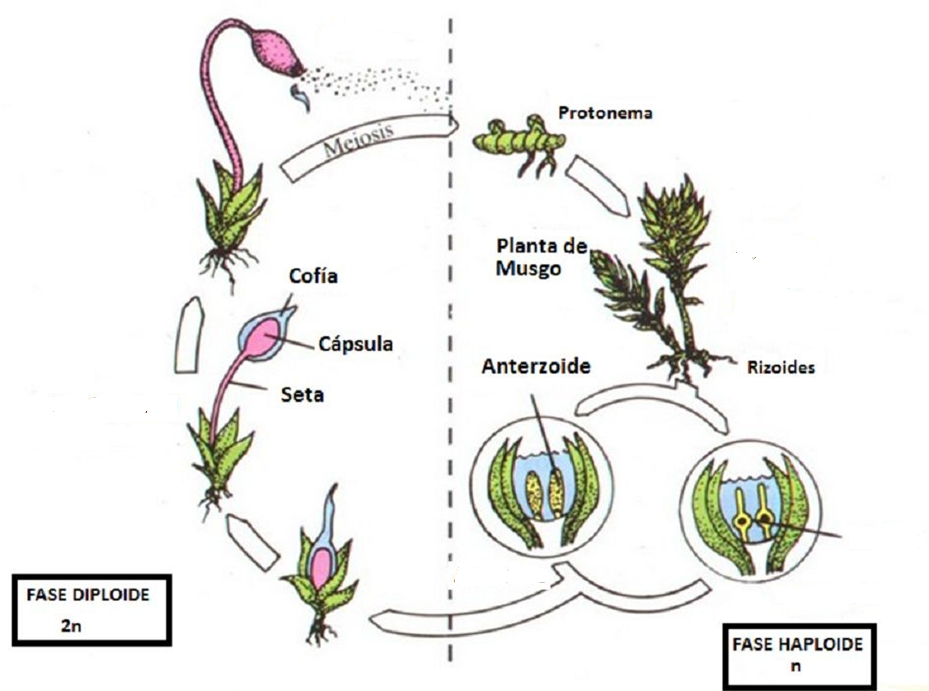 Meiosis
Protonema
Planta de
Musgo
Cofía
Cápsula
Seta
Anterzoide
Rizoides
FASE DIPLOIDE
2n
FASE HAPLOIDE
n